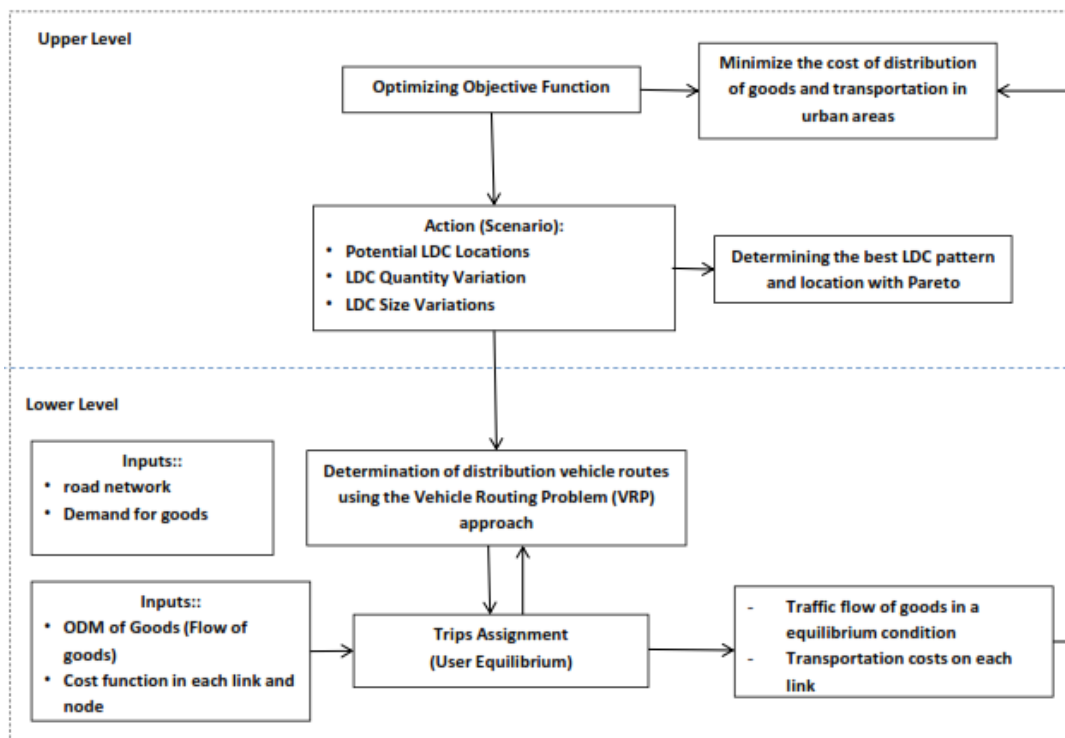 Upper Level
Optimizing Objective Function
Minimize the cost of distribution
of goods and transportation in
urban areas
Action (Scenario):
• Potential LDC Locations
• LDC Quantity Variation
• LDC Size Variations
Determining the best LDC pattern
and location with Pareto
Lower Level
Inputs::
• road network
• Demand for goods
Determination of distribution vehicle routes
using the Vehicle Routing Problem (VRP)
approach
Inputs::
• ODM of Goods (Flow of
goods)
• Cost function in each link and
node
Trips Assignment
(User Equilibrium)
- Traffic flow of goods in a
equilibrium condition
- Transportation costs on each
link